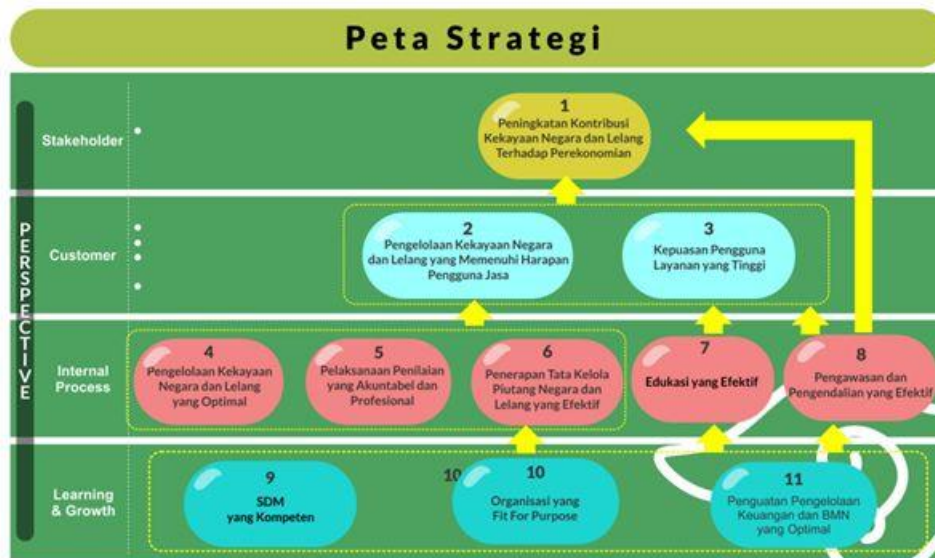 Peta Strategi
PERSPECTIVE
Stakeholder
1
Peningkatan Kontribusi
Kekayaan Negara dan Lelang
Terhadap Perekonomian
Customer
2
Pengelolaan Kekayaan Negara
dan Lelang yang Memenuhi Harapan
Pengguna Jasa
3
Kepuasan Pengguna
Layanan yang Tinggi
Internal
Process
4
Pengelolaan Kekayaan
Negara dan Lelang
yang Optimal
5
Pelaksanaan Penilaian
yang Akuntabel dan
Profesional
6
Penerapan Tata Kelola
Piutang Negara dan
Lelang yang Efektif
7
Edukasi yang Efektif
8
Pengawasan dan
Pengendalian yang Efektif
Learning
& Growth
9
SDM
yang Kompeten
10
10
Organisasi yang
Fit For Purpose
11
Penguatan Pengelolaan
Keuangan dan BMN
yang Optimal